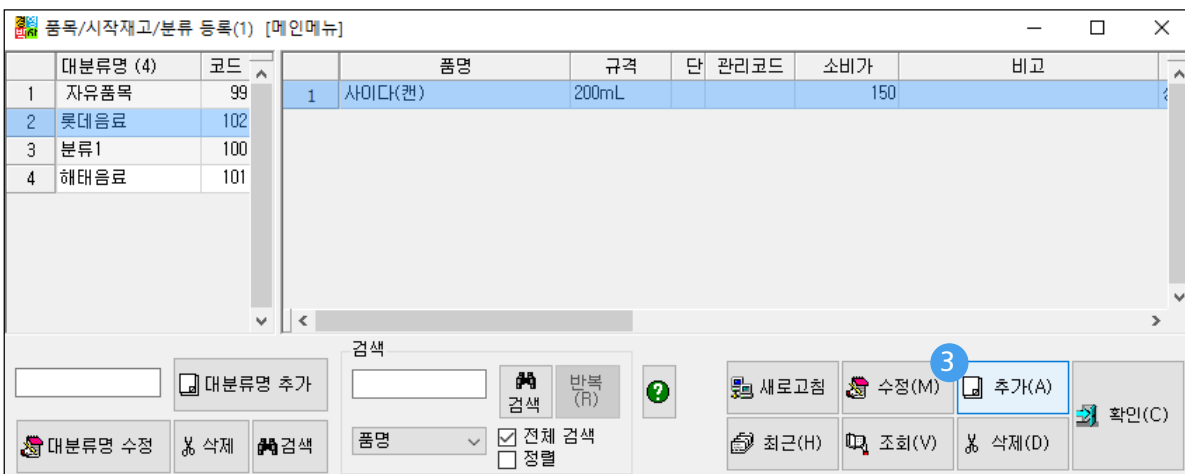 품목/시작재고/분류 등록(1) [메인메뉴]
대분류명 (4) 코드 품명 규격 단 관리코드 소비가 비고
1 자유품목 99 1 사이다(캔) 200mL 150
2 롯데음료 102
3 분류1 100
4 해태음료 101
검색
3
대분류명 추가 검색 반복(R) ? 새로고침 수정(M) 추가(A) 확인(C)
대분류명 수정 삭제 검색 품명 전체 검색 최근(H) 조회(V) 삭제(D)
정렬